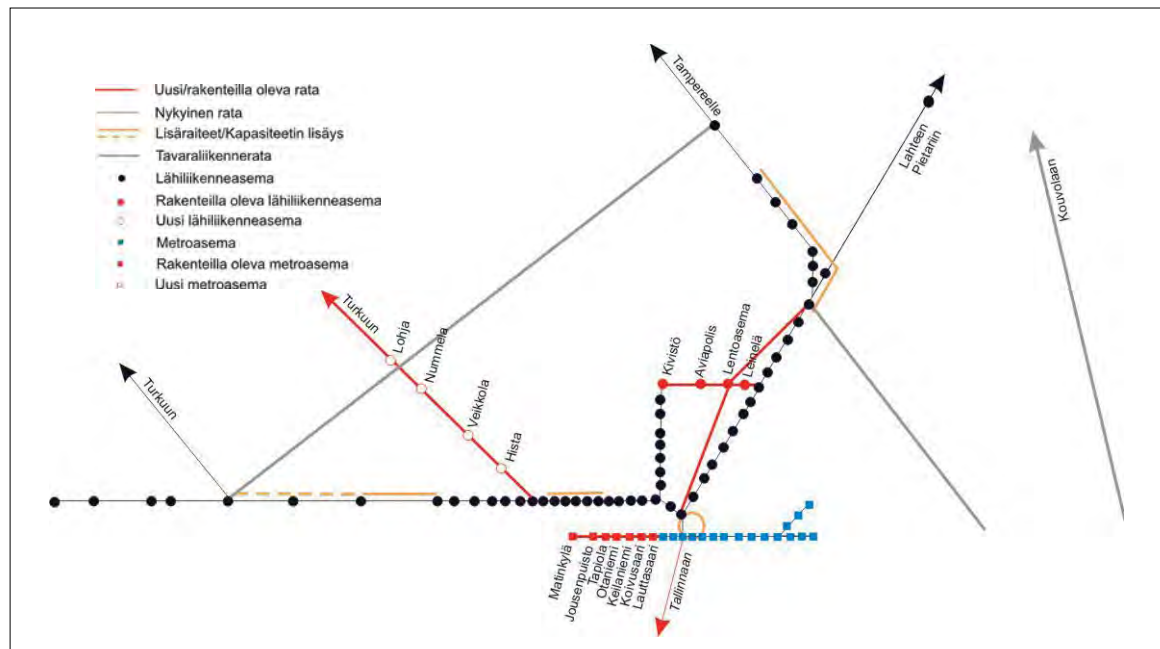 Uusi/rakenteilla oleva rata
Nykyinen rata
Lisäraiteet/Kapasiteetin lisäys
Tavaraliikennerata
Lähiliikenneasema
Rakenteilla oleva lähiliikenneasema
Uusi lähiliikenneasema
Metroasema
Rakenteilla oleva metroasema
Uusi metroasema
Tampereelle
Lahteen
Pietariin
Kouvolaan
Turkuun
Lohja
Nummela
Veikkola
Hista
Turkuun
Kivistö
Aviapolis
Lentoasema
Leinelä
Matinkylä
Jousenpuisto
Tapiola
Otaniemi
Keilaniemi
Koivusaari
Lauttasaari
Tallinnaan